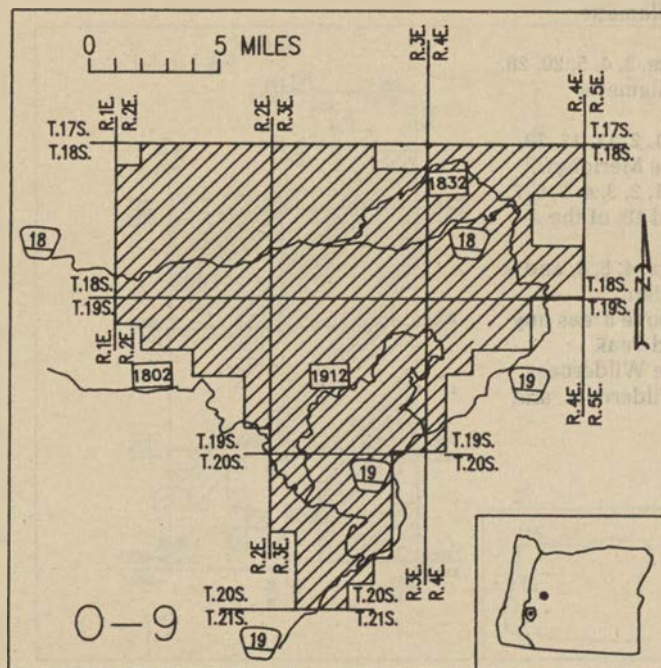 0 5 MILES
R.1E. R.2E.
R.2E. R.3E.
R.3E. R.4E.
R.4E. R.5E.
T.17S. T.17S.
T.18S. T.18S.
1832
18 18
T.18S. T.18S.
T.19S. T.19S.
N
R.1E. R.2E.
1802 1912 19
R.4E. R.5E.
T.19S. T.19S.
T.20S. T.20S.
19
R.2E. R.3E.
R.3E. R.4E.
T.20S. T.20S.
T.21S. T.21S.
O-9
19